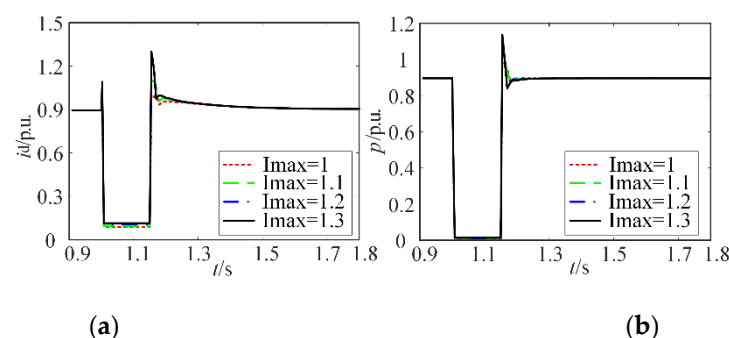 1.5
1.2
0.9
0.6
0.3
0
id/p.u.
Imax=1
Imax=1.1
Imax=1.2
Imax=1.3
0.9 1.1 1.3 1.5 1.7 1.8
t/s
(a)
1
0.8
0.6
0.4
0.2
0
p/p.u.
Imax=1
Imax=1.1
Imax=1.2
Imax=1.3
0.9 1.1 1.3 1.5 1.7 1.8
t/s
(b)